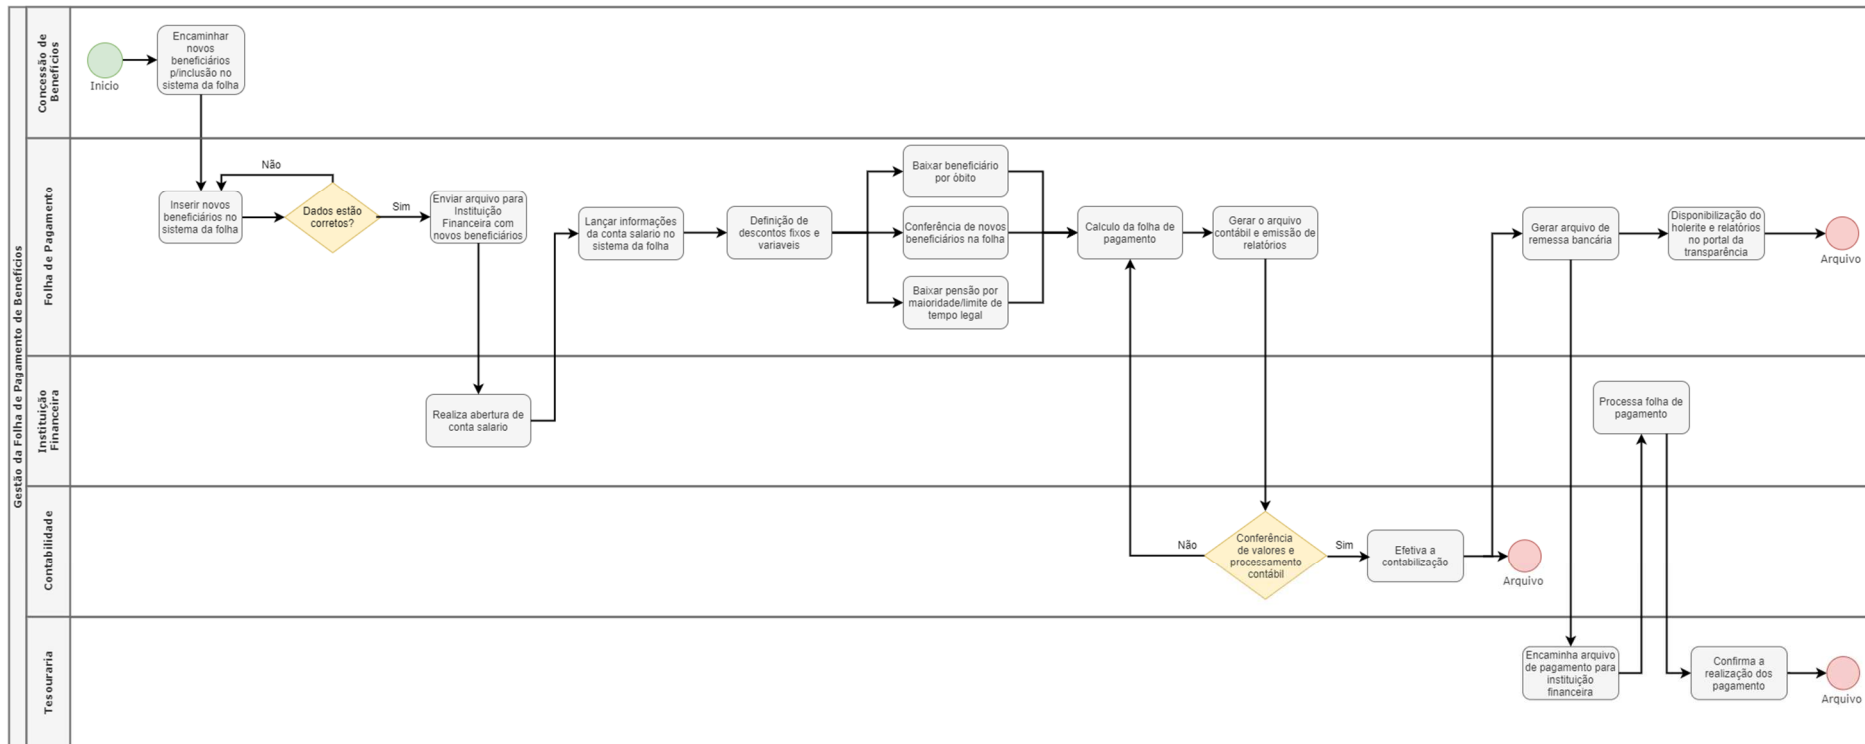 Gestão da Folha de Pagamento de Benefícios
Concessão de
Benefícios
Inicio
Encaminhar
novos
beneficiários
p/inclusão no
sistema da folha
Folha de Pagamento
Inserir novos
beneficiários no
sistema da folha
Não
Dados estão
corretos?
Sim
Enviar arquivo para
Instituição
Financeira com
novos beneficiários
Lançar informações
da conta salario no
sistema da folha
Definição de
descontos fixos e
variaveis
Baixar beneficiário
por óbito
Conferência de novos
beneficiários na folha
Baixar pensão por
maioridade/limite de
tempo legal
Calculo da folha de
pagamento
Gerar o arquivo
contábil e emissão de
relatórios
Gerar arquivo de
remessa bancária
Disponibilização do
holerite e relatórios
no portal da
transparência
Arquivo
Instituição
Financeira
Realiza abertura de
conta salario
Processa folha de
pagamento
Contabilidade
Não
Conferência
de valores e
processamento
contábil
Sim
Efetiva a
contabilização
Arquivo
Tesouraria
Encaminha arquivo
de pagamento para
instituição
financeira
Confirma a
realização dos
pagamento
Arquivo